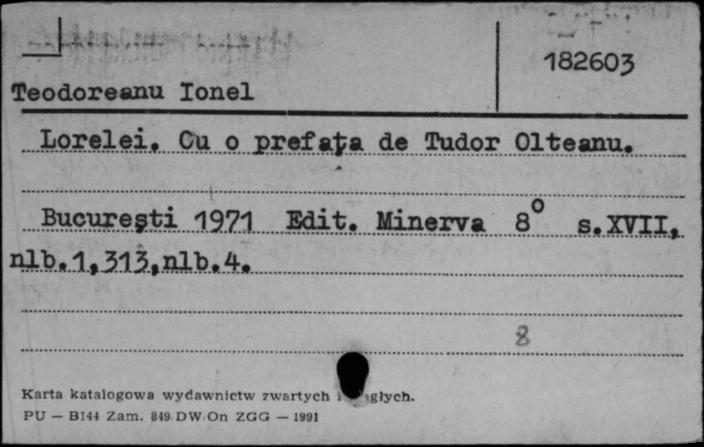 182603
Teodoreanu Ionel
Lorelei. Cu o prefaţa de Tudor Olteanu.
Bucureşti 1971 Edit. Minerva 8° s.XVII,
nlb.1,313,nlb.4.
8
Karta katalogowa wydawnictw zwartych i
PU — B144 Zam. 849 DW/On ZGG — 1991